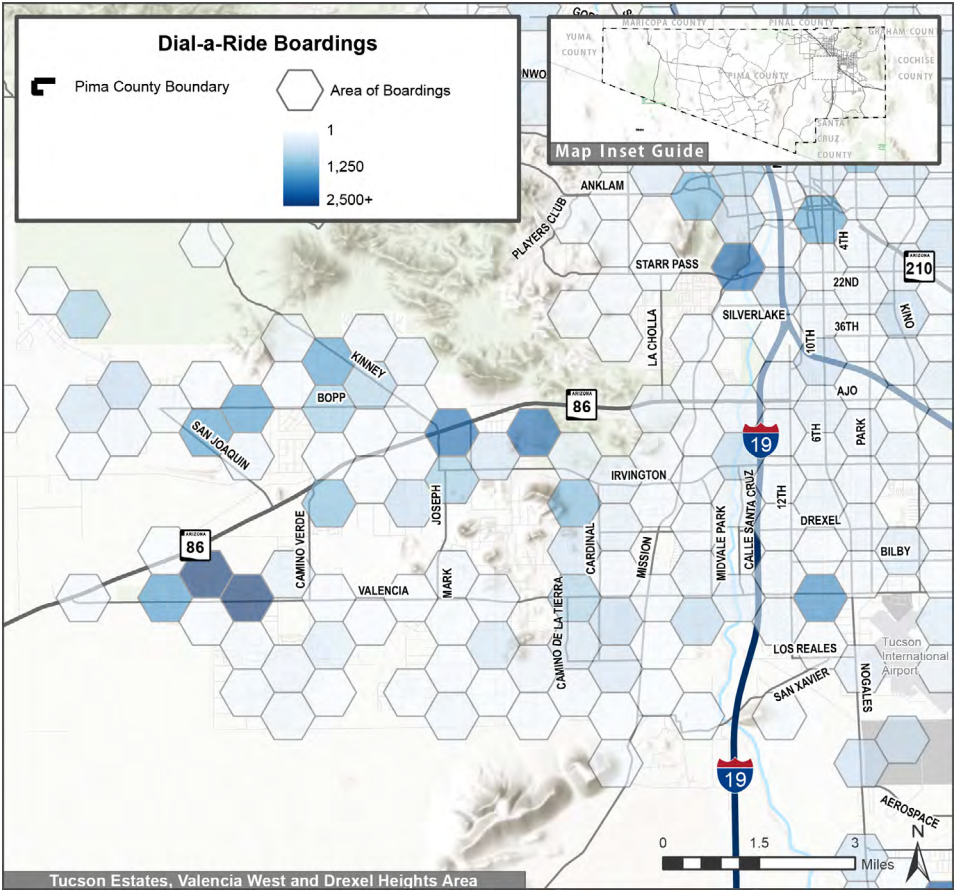 Dial-a-Ride Boardings
Pima County Boundary
Area of Boardings
1
1,250
2,500+
MARICOPA COUNTY
PINAL COUNTY
GRAHAM COUN
YUMA
COUNTY
COCHISE
COUNTY
PIMA COUNTY
SANTA
CRUZ
COUNTY
Map Inset Guide
ANKLAM
PLAYERS CLUB
STARR PASS
4TH
ARIZONA
210
22ND
SILVERLAKE
KINO
36TH
10TH
LA CHOLLA
KINNEY
BOPP
AJO
ARIZONA
86
SAN JOAQUIN
19
6TH
PARK
IRVINGTON
JOSEPH
CALLE SANTA CRUZ
12TH
CAMINO VERDE
CARDINAL
MISSION
MIDVALE PARK
DREXEL
ARIZONA
86
BILBY
MARK
VALENCIA
CAMINO DE LA TIERRA
LOS REALES
Tucson
International
Airport
SAN XAVIER
NOGALES
19
AEROSPACE
N
0 1.5 3
Miles
Tucson Estates, Valencia West and Drexel Heights Area